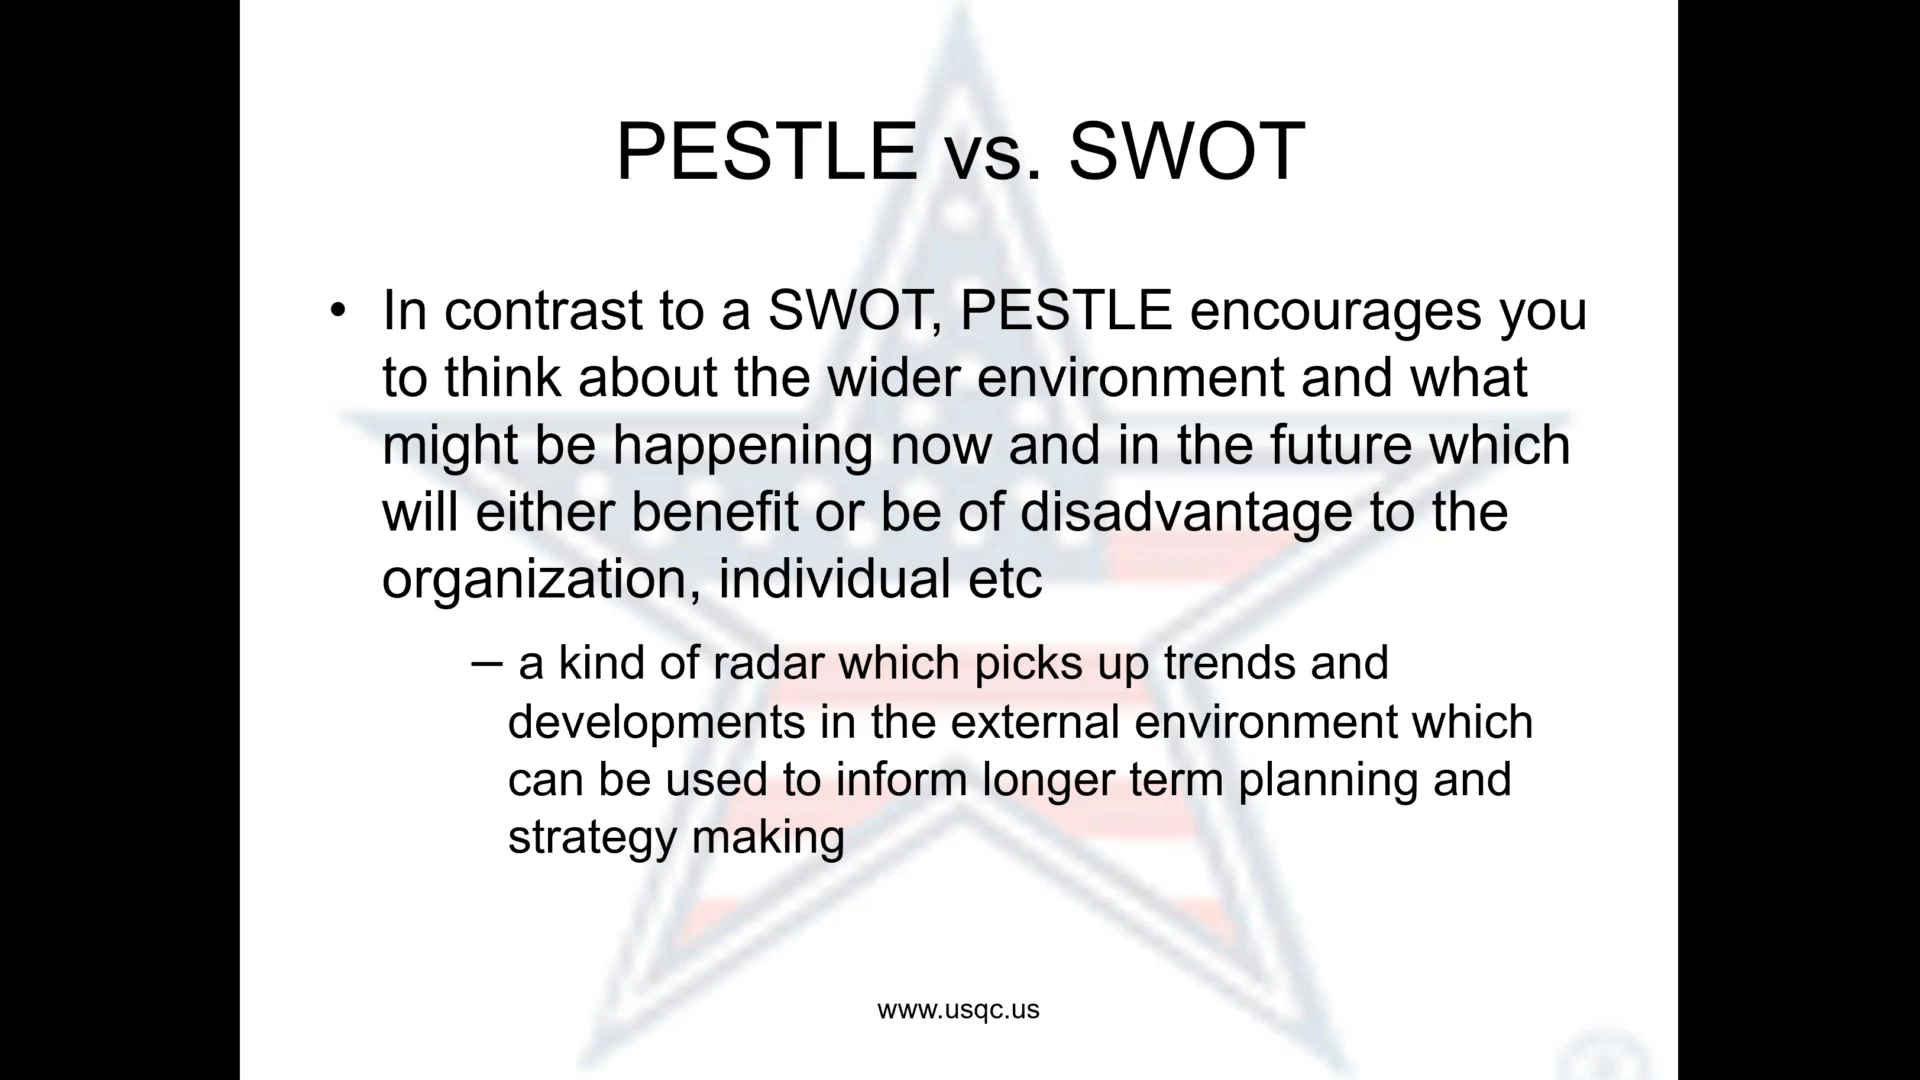 PESTLE vs. SWOT
• In contrast to a SWOT, PESTLE encourages you
to think about the wider environment and what
might be happening now and in the future which
will either benefit or be of disadvantage to the
organization, individual etc
– a kind of radar which picks up trends and
developments in the external environment which
can be used to inform longer term planning and
strategy making
www.usqc.us